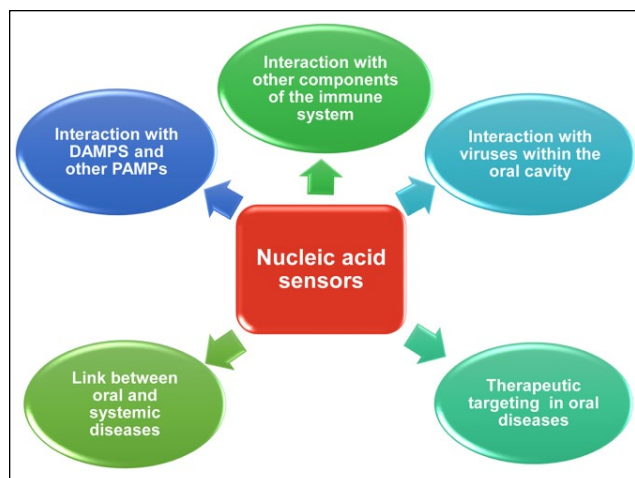 Interaction with
other components
of the immune
system
Interaction with
DAMPS and
other PAMPs
Interaction with
viruses within the
oral cavity
Nucleic acid
sensors
Link between
oral and
systemic
diseases
Therapeutic
targeting in oral
diseases